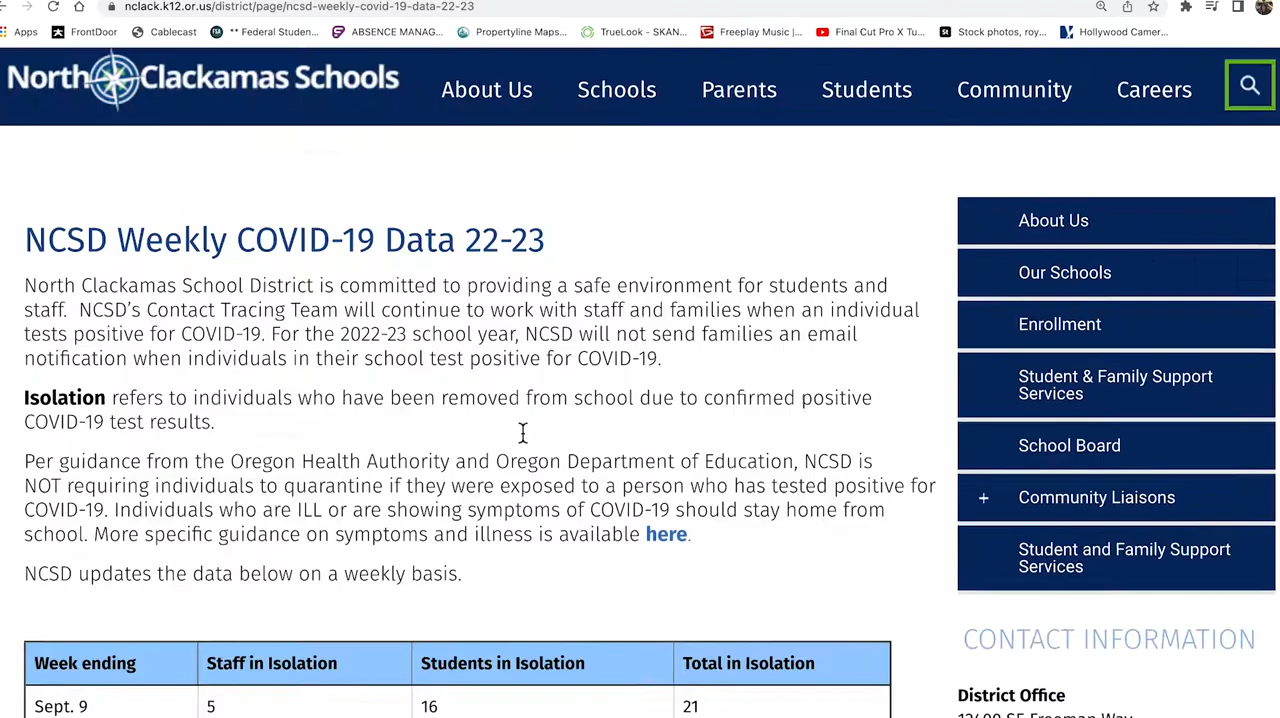 nclack.k12.or.us/district/page/ncsd-weekly-covid-19-data-22-23
Apps FrontDoor Cablecast ** Federal Studen... ABSENCE MANAG... Propertyline Maps... TrueLook - SKAN... Freeplay Music |... Final Cut Pro X Tu... Stock photos, roy... Hollywood Camer...
North Clackamas Schools
About Us Schools Parents Students Community Careers
NCSD Weekly COVID-19 Data 22-23
North Clackamas School District is committed to providing a safe environment for students and
staff. NCSD's Contact Tracing Team will continue to work with staff and families when an individual
tests positive for COVID-19. For the 2022-23 school year, NCSD will not send families an email
notification when individuals in their school test positive for COVID-19.
Isolation refers to individuals who have been removed from school due to confirmed positive
COVID-19 test results.
Per guidance from the Oregon Health Authority and Oregon Department of Education, NCSD is
NOT requiring individuals to quarantine if they were exposed to a person who has tested positive for
COVID-19. Individuals who are ILL or are showing symptoms of COVID-19 should stay home from
school. More specific guidance on symptoms and illness is available here.
NCSD updates the data below on a weekly basis.
Week ending Staff in Isolation Students in Isolation Total in Isolation
Sept. 9 5 16 21
About Us
Our Schools
Enrollment
Student & Family Support
Services
School Board
+ Community Liaisons
Student and Family Support
Services
CONTACT INFORMATION
District Office
12400 SE Freeman Way